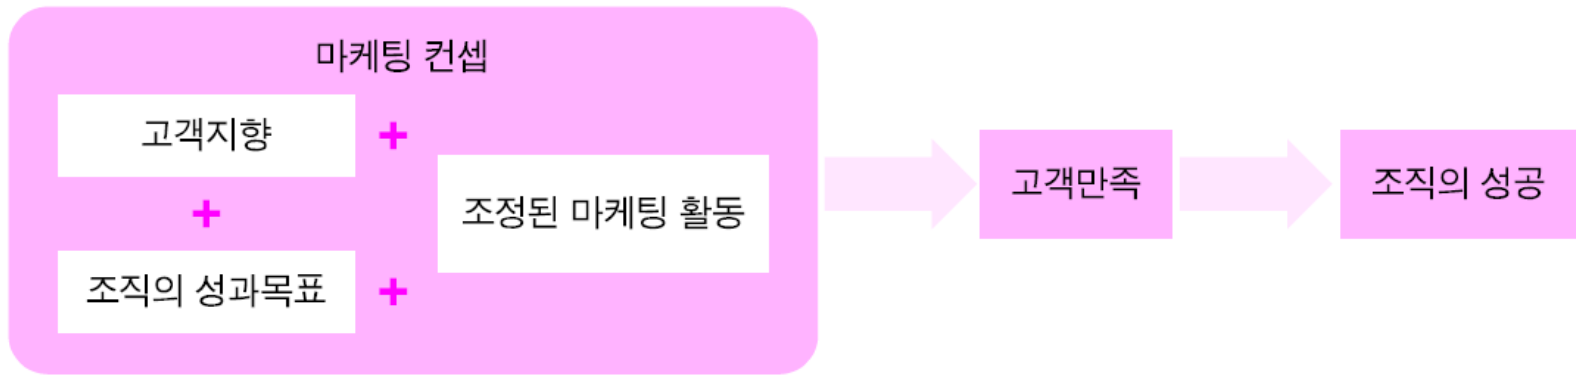 마케팅 컨셉
고객지향
+
+
조정된 마케팅 활동
조직의 성과목표
+
고객만족
조직의 성공